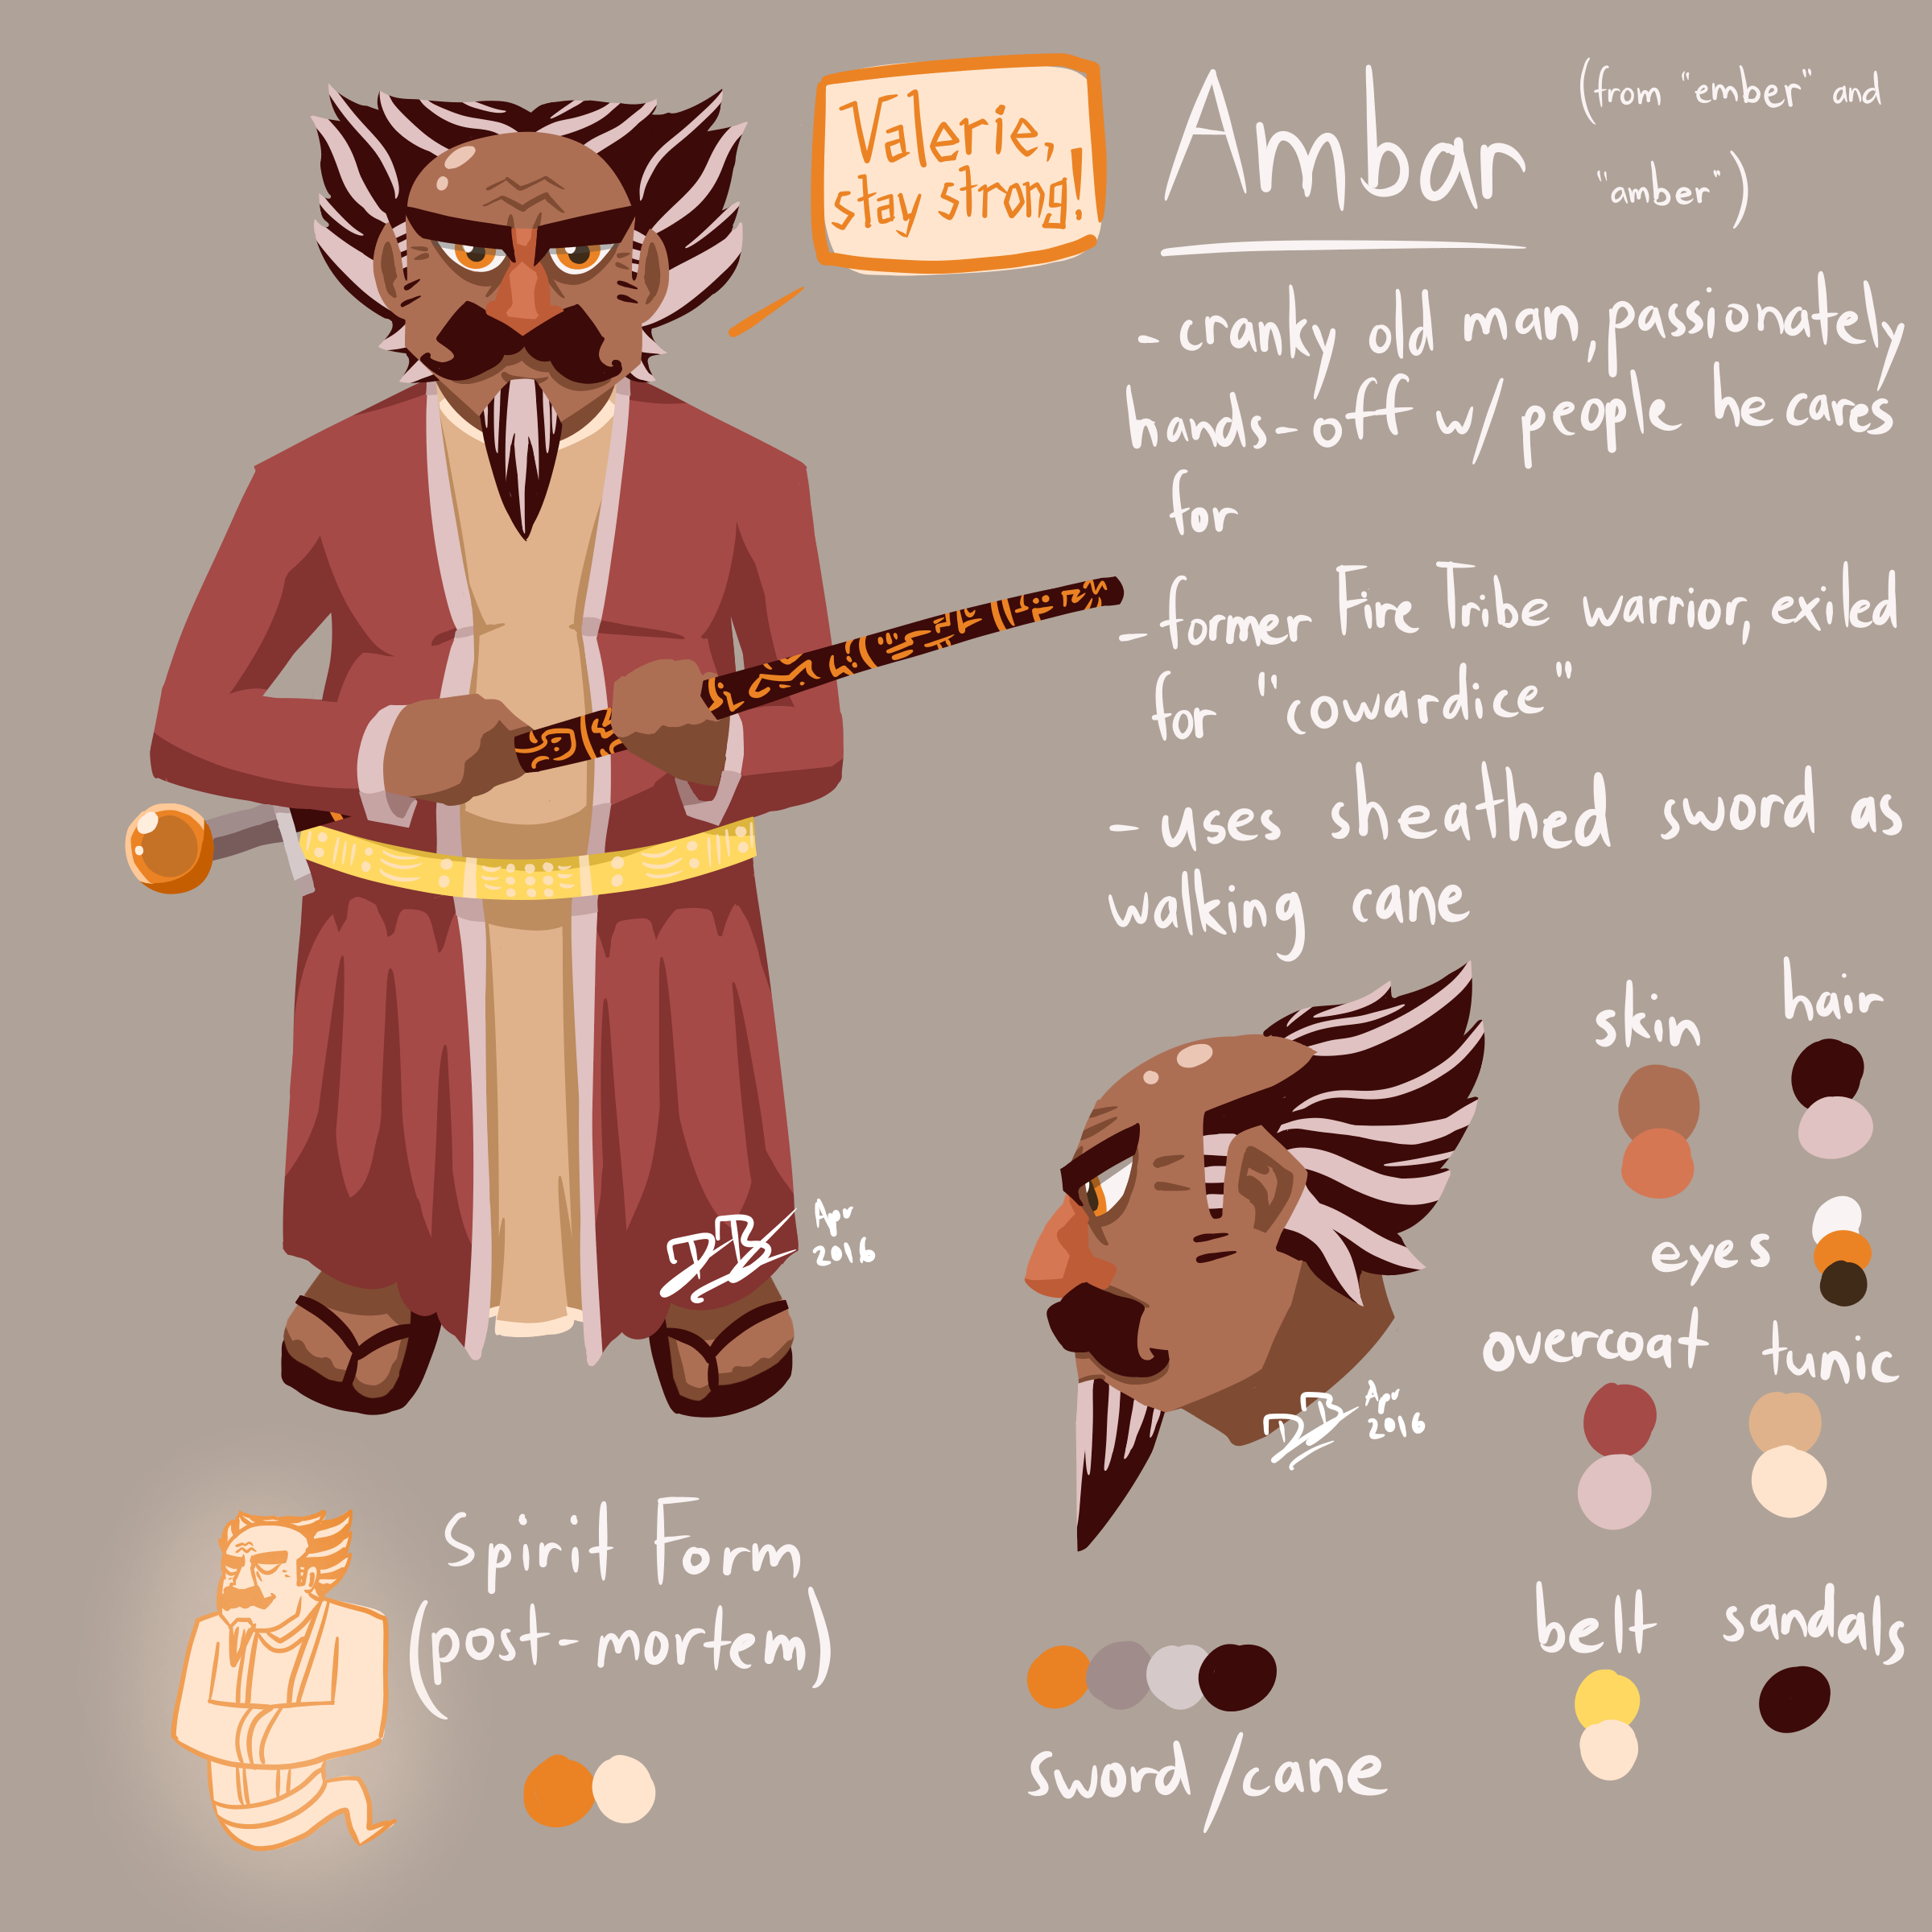 Ambar
(from "ember" and
"amber")
Valerie,
stay strong!
- cranky old man, passionately
hands-off w/people he cares
for
- former Fire Tribe warrior, exiled
for "cowardice"
- uses sheathed sword as
walking cane
skin
hair
eyes
overcoat
tunic
Apr
2016
Apr
2016
Spirit Form
(post-mortem)
belt
sandals
sword/cane